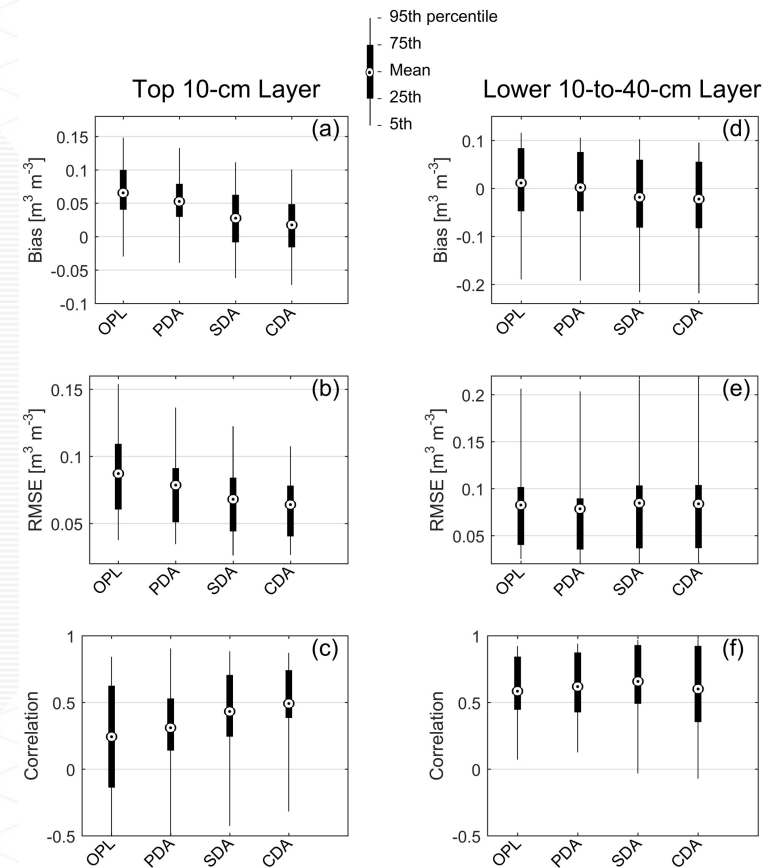 95th percentile
75th
Mean
25th
5th
Top 10-cm Layer
Lower 10-to-40-cm Layer
(a)
Bias [m³ m⁻³]
0.15
0.1
0.05
0
-0.05
-0.1
OPL PDA SDA CDA
(d)
Bias [m³ m⁻³]
0.1
0
-0.1
-0.2
OPL PDA SDA CDA
(b)
RMSE [m³ m⁻³]
0.15
0.1
0.05
OPL PDA SDA CDA
(e)
RMSE [m³ m⁻³]
0.2
0.15
0.1
0.05
OPL PDA SDA CDA
(c)
Correlation
1
0.5
0
-0.5
OPL PDA SDA CDA
(f)
Correlation
1
0.5
0
-0.5
OPL PDA SDA CDA